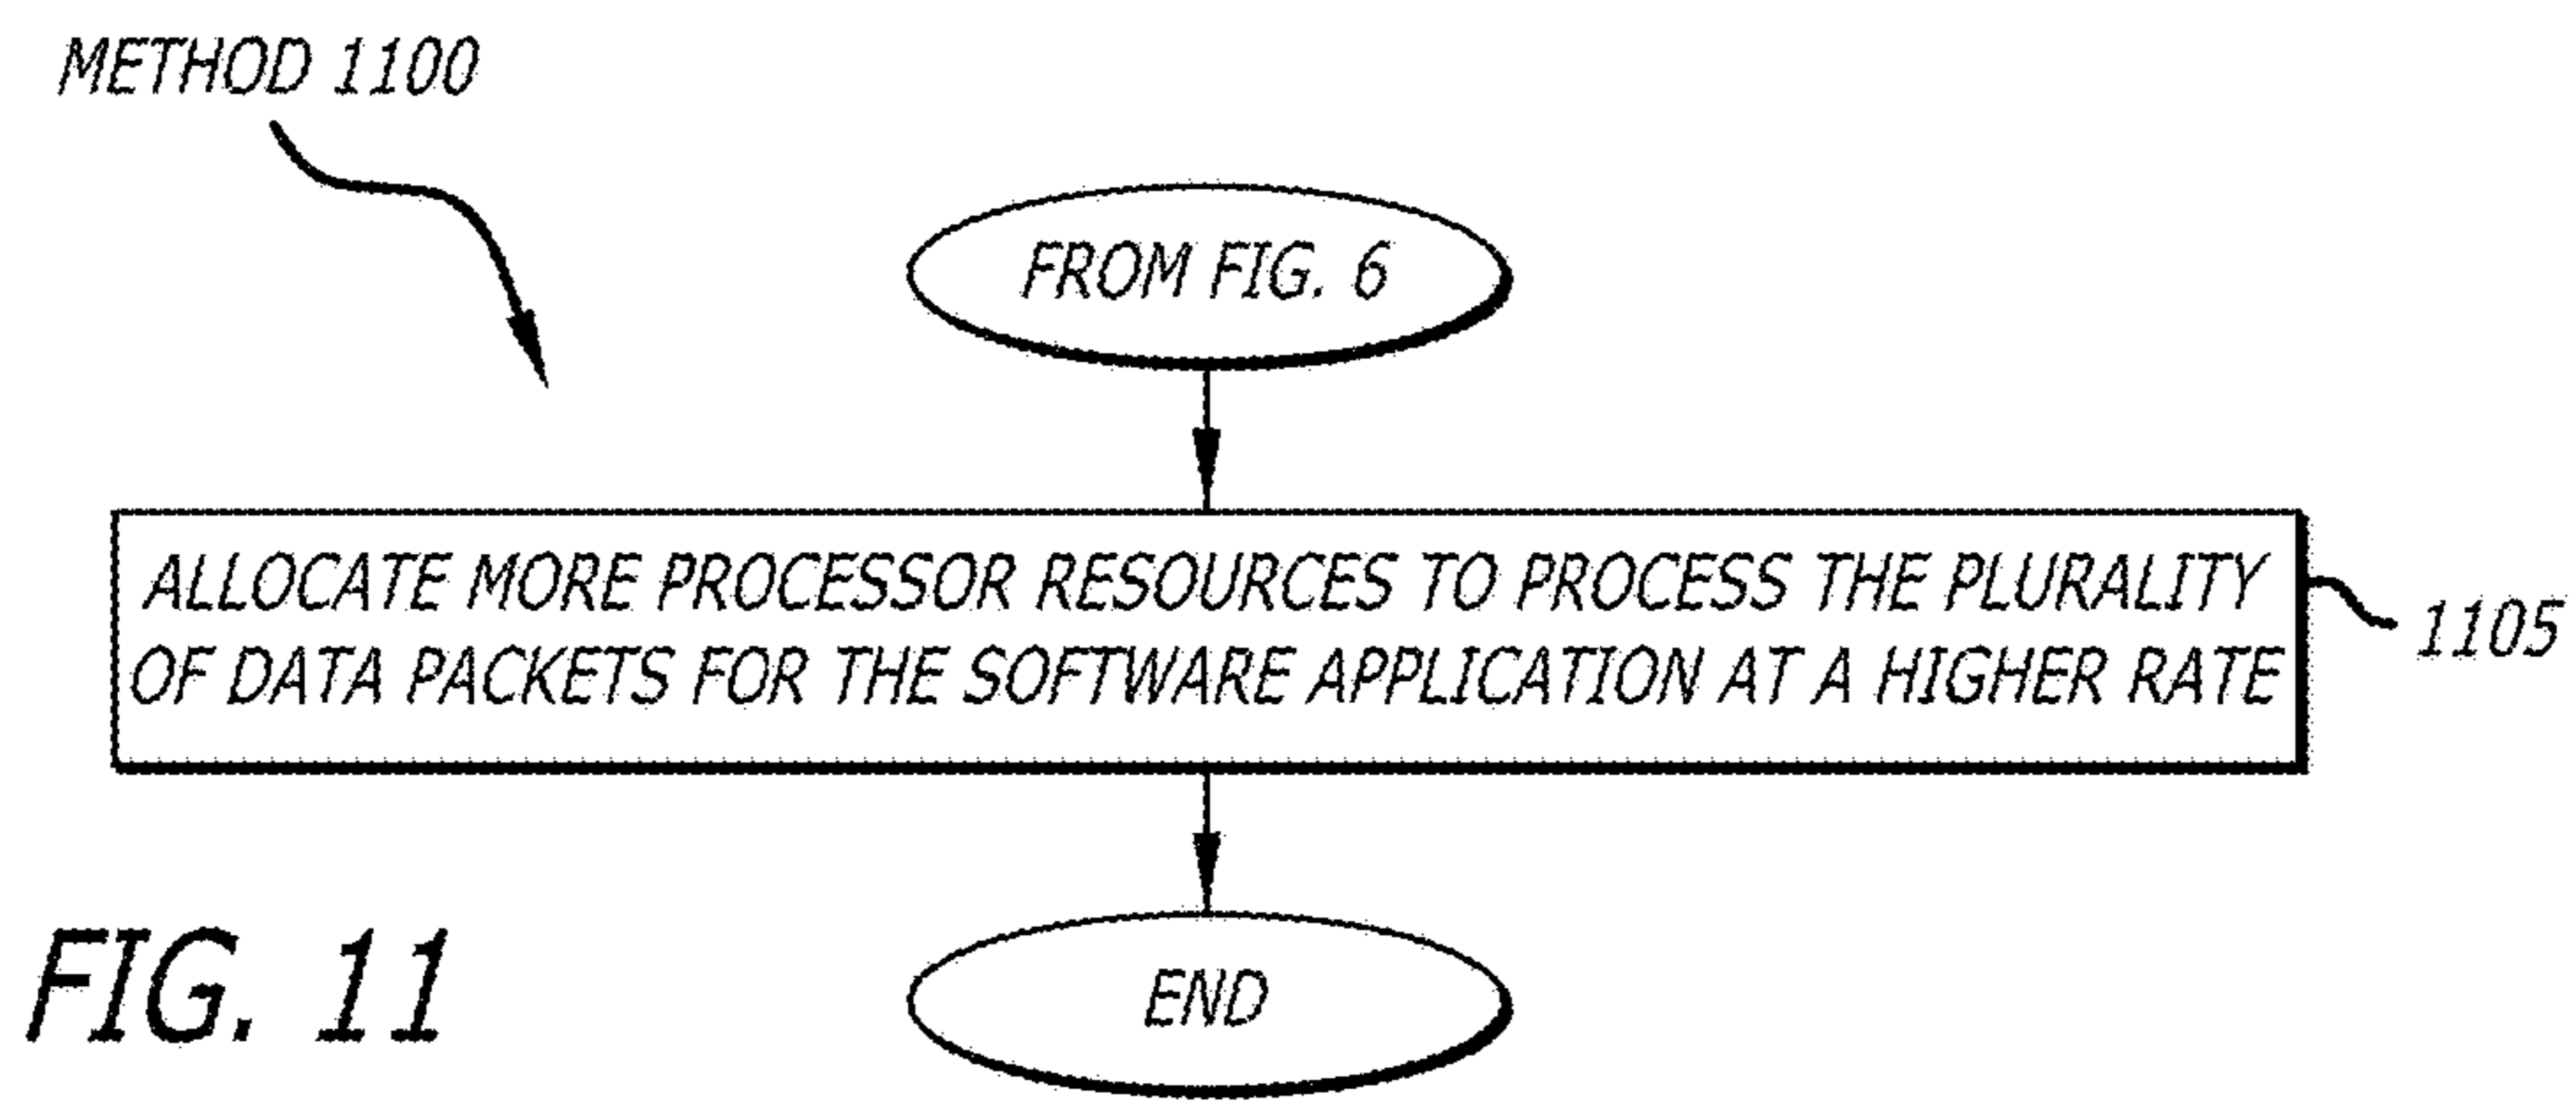 METHOD 1100
FROM FIG. 6
ALLOCATE MORE PROCESSOR RESOURCES TO PROCESS THE PLURALITY
OF DATA PACKETS FOR THE SOFTWARE APPLICATION AT A HIGHER RATE
1105
END
FIG. 11